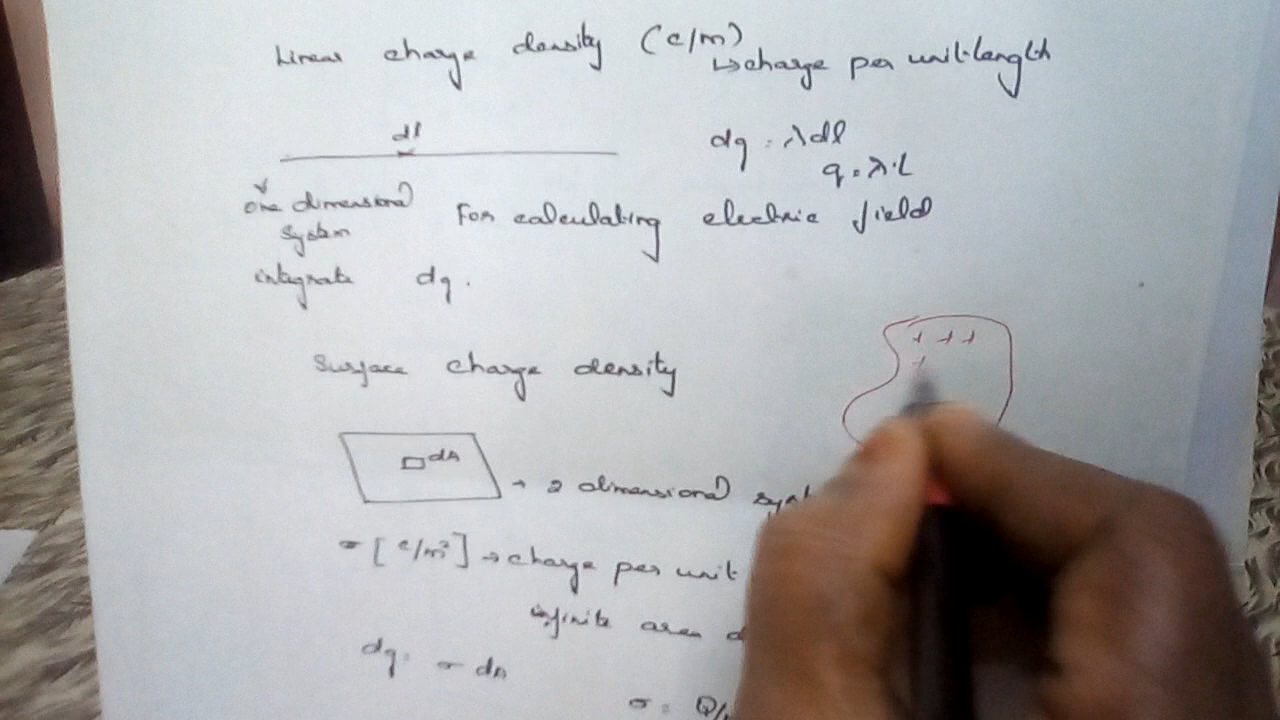 Linear charge density (c/m)
↳ charge per unit length
dl
dq = λdl
q = λ.L
one dimensional
system
For calculating electric field
integrate dq.
Surface charge density
+ + +
+
dA
→ 2 dimensional
σ [c/m²] → charge per unit
infinite area
dq = σ dA
σ =